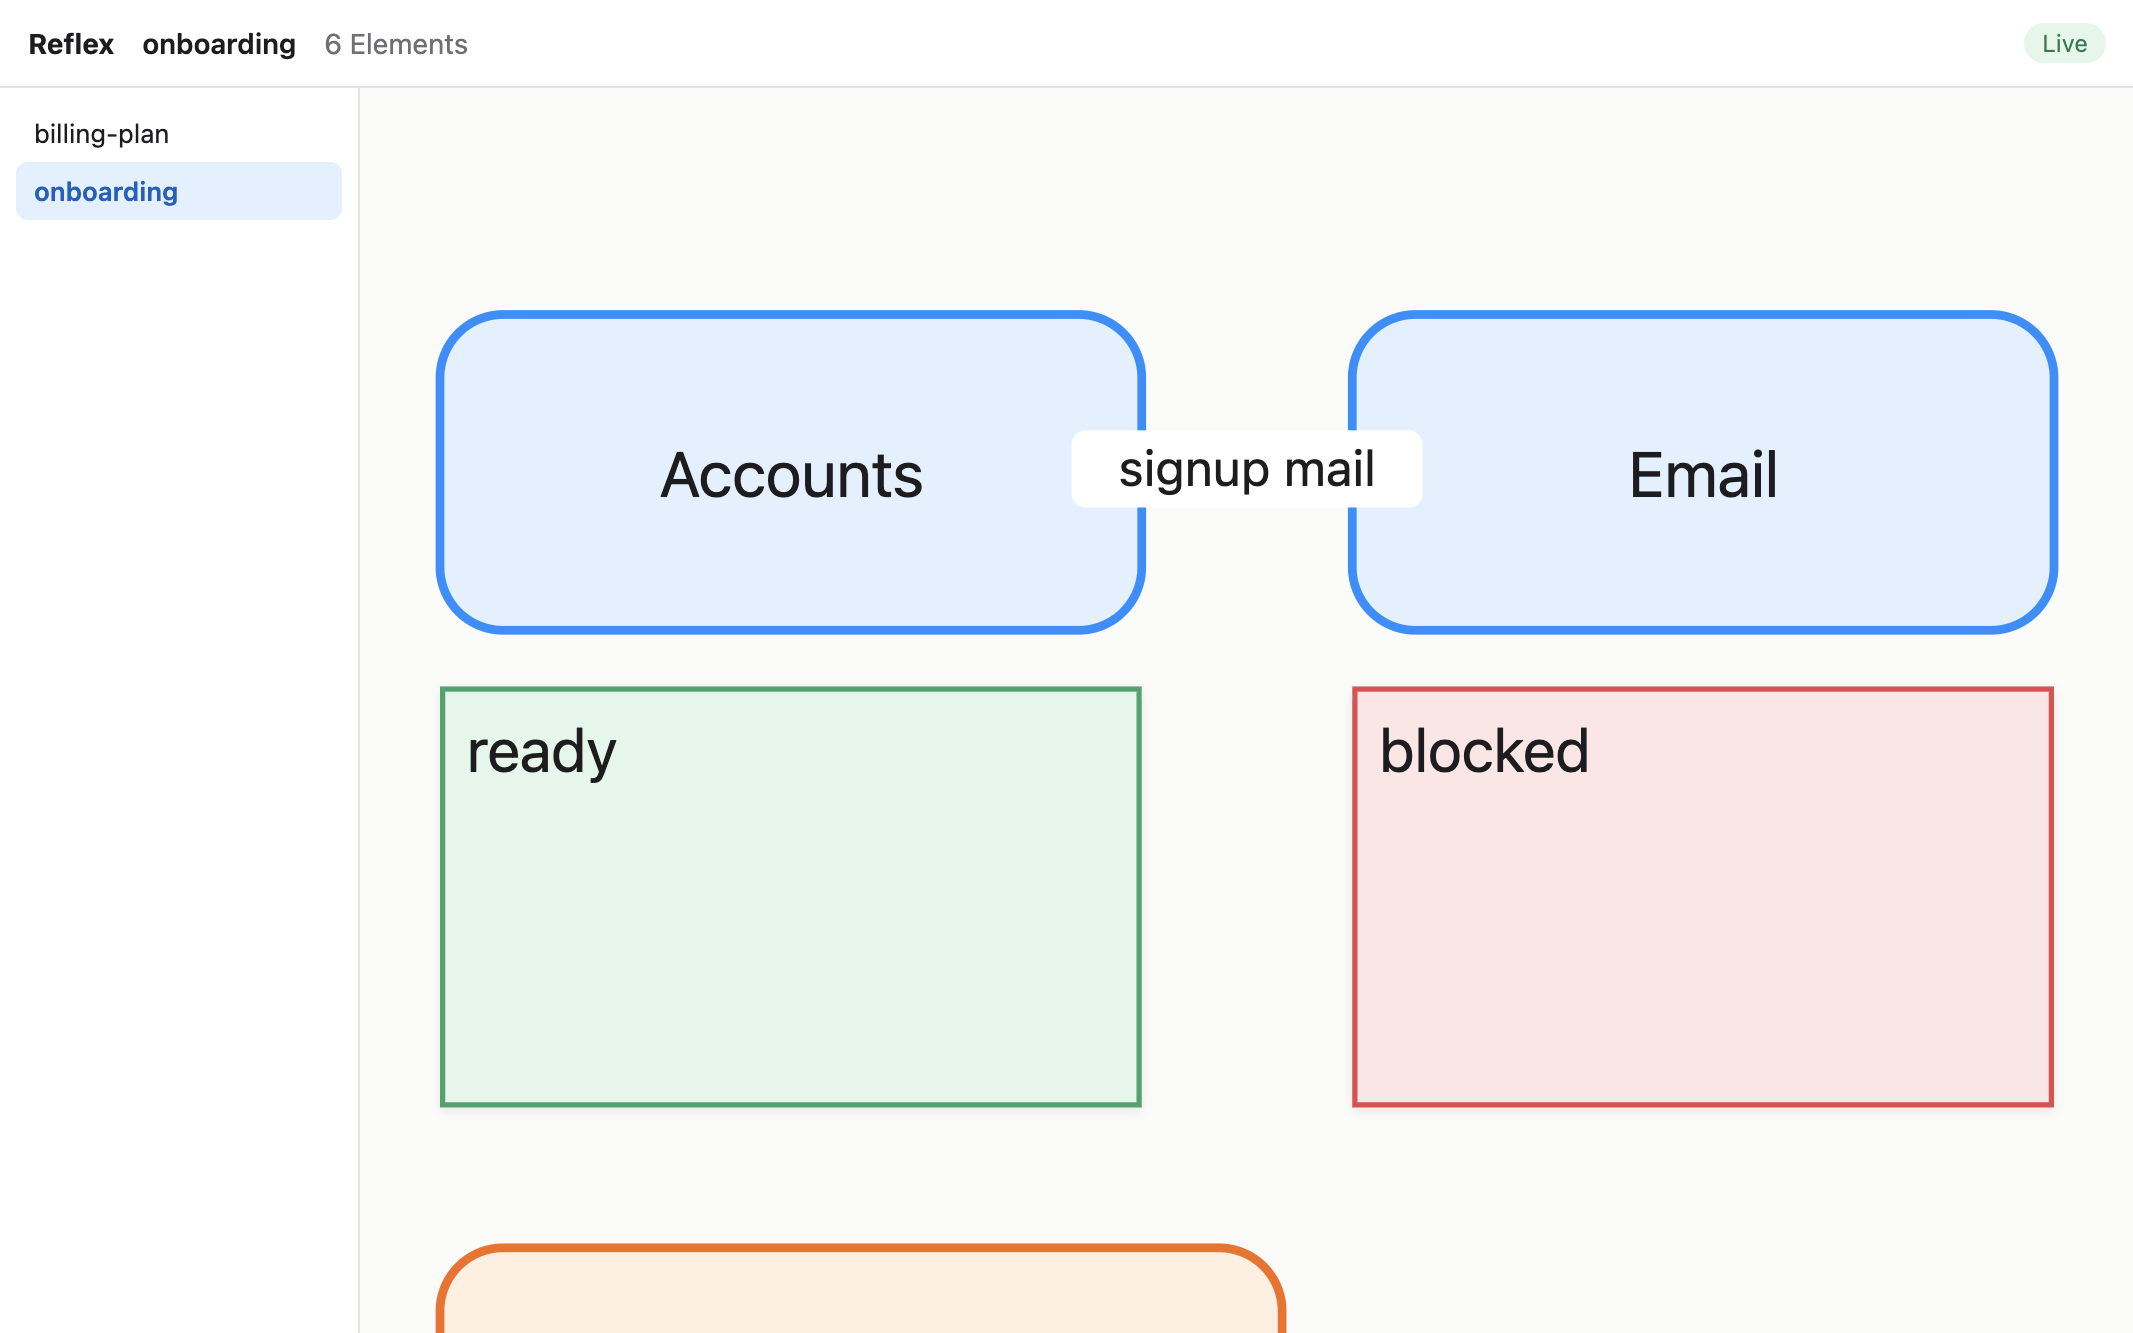 Reflex onboarding 6 Elements Live
billing-plan
onboarding
Accounts signup mail Email
ready blocked